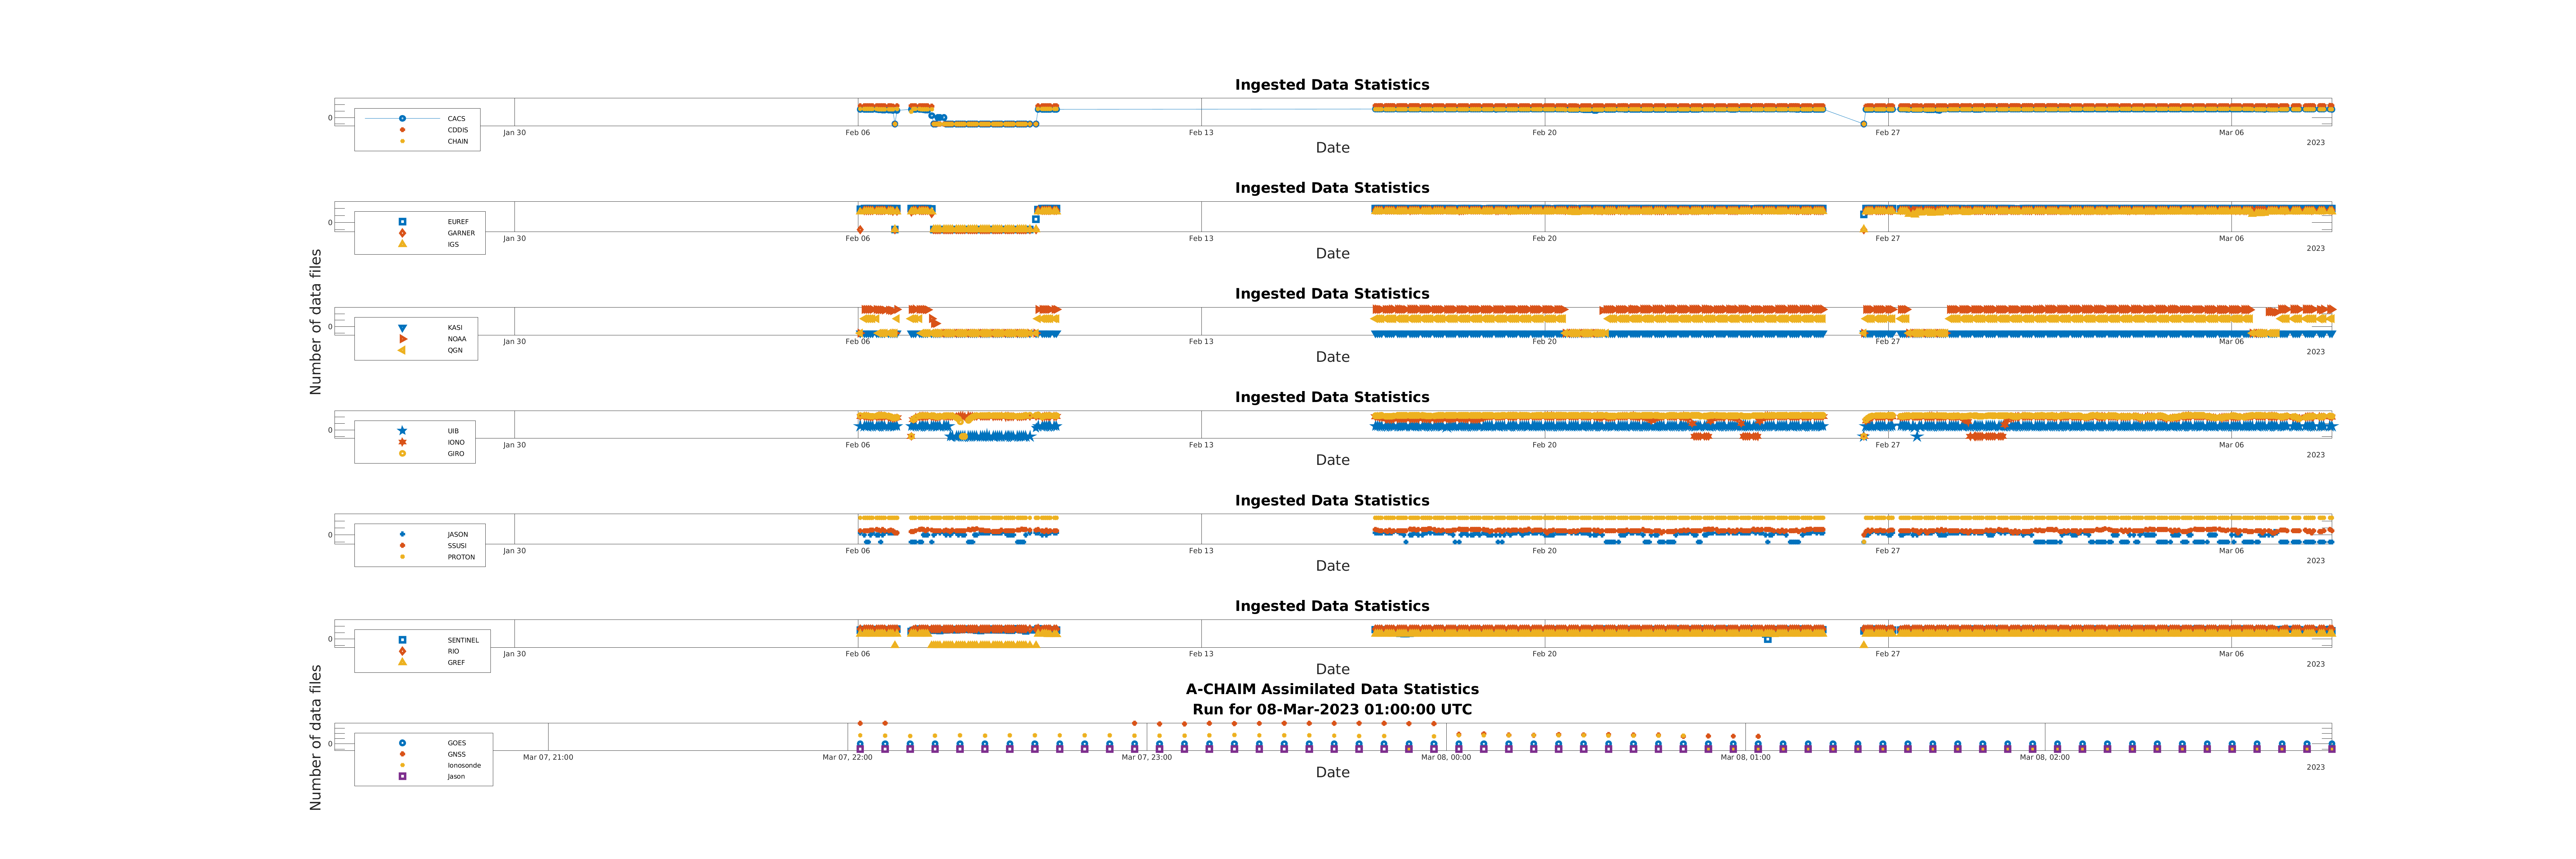 Ingested Data Statistics
0
CACS
CDDIS
CHAIN
Jan 30
Feb 06
Feb 13
Feb 20
Feb 27
Mar 06
2023
Date
Ingested Data Statistics
0
EUREF
GARNER
IGS
Jan 30
Feb 06
Feb 13
Feb 20
Feb 27
Mar 06
2023
Date
Number of data files
Ingested Data Statistics
0
KASI
NOAA
QGN
Jan 30
Feb 06
Feb 13
Feb 20
Feb 27
Mar 06
2023
Date
Ingested Data Statistics
0
UIB
IONO
GIRO
Jan 30
Feb 06
Feb 13
Feb 20
Feb 27
Mar 06
2023
Date
Ingested Data Statistics
0
JASON
SSUSI
PROTON
Jan 30
Feb 06
Feb 13
Feb 20
Feb 27
Mar 06
2023
Date
Ingested Data Statistics
0
SENTINEL
RIO
GREF
Jan 30
Feb 06
Feb 13
Feb 20
Feb 27
Mar 06
2023
Date
Number of data files
A-CHAIM Assimilated Data Statistics
Run for 08-Mar-2023 01:00:00 UTC
0
GOES
GNSS
Ionosonde
Jason
Mar 07, 21:00
Mar 07, 22:00
Mar 07, 23:00
Mar 08, 00:00
Mar 08, 01:00
Mar 08, 02:00
2023
Date